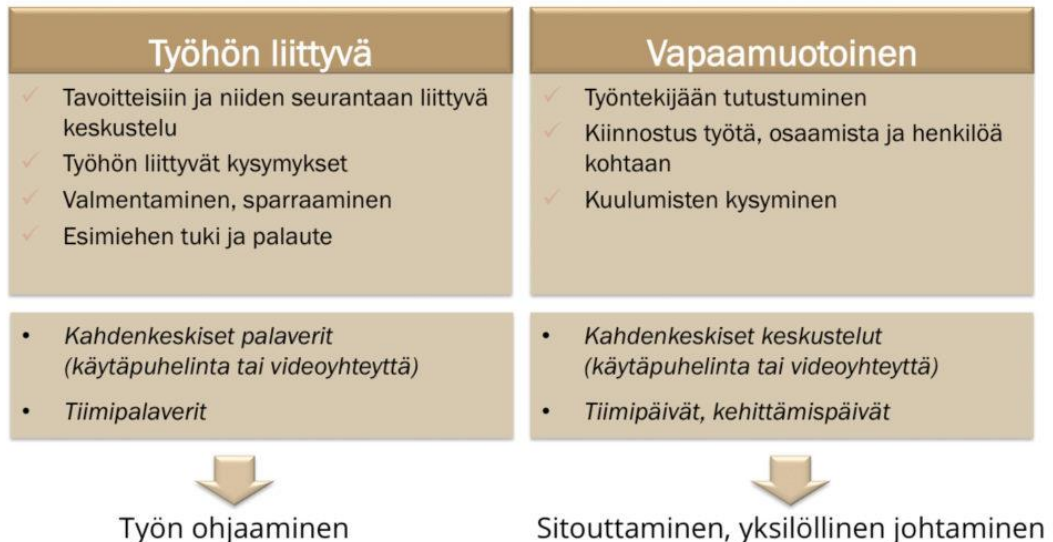 Työhön liittyvä
Tavoitteisiin ja niiden seurantaan liittyvä
keskustelu
Työhön liittyvät kysymykset
Valmentaminen, sparraaminen
Esimiehen tuki ja palaute
Kahdenkeskiset palaverit
(käytäpuhelinta tai videoyhteyttä)
Tiimipalaverit
Työn ohjaaminen
Vapaamuotoinen
Työntekijään tutustuminen
Kiinnostus työtä, osaamista ja henkilöä
kohtaan
Kuulumisten kysyminen
Kahdenkeskiset keskustelut
(käytäpuhelinta tai videoyhteyttä)
Tiimipäivät, kehittämispäivät
Sitouttaminen, yksilöllinen johtaminen